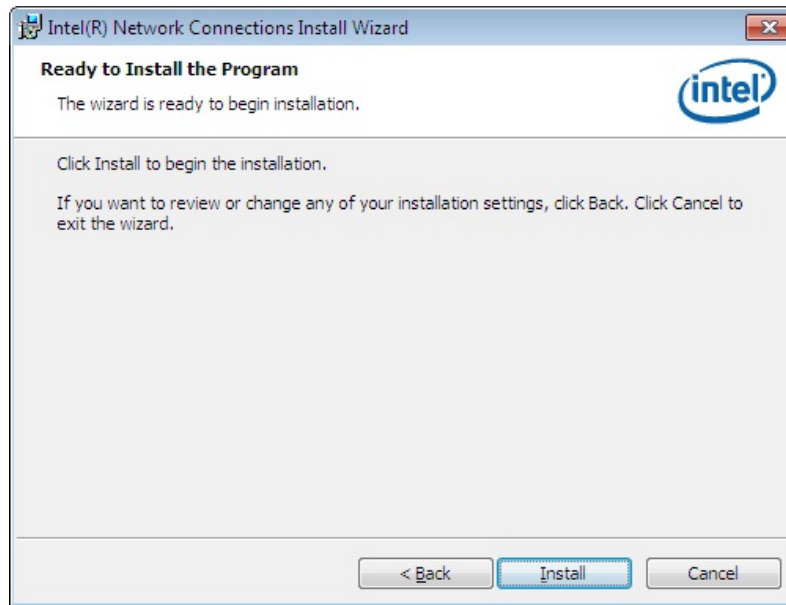 Intel(R) Network Connections Install Wizard
Ready to Install the Program
The wizard is ready to begin installation.
intel
Click Install to begin the installation.
If you want to review or change any of your installation settings, click Back. Click Cancel to
exit the wizard.
< Back
Install
Cancel